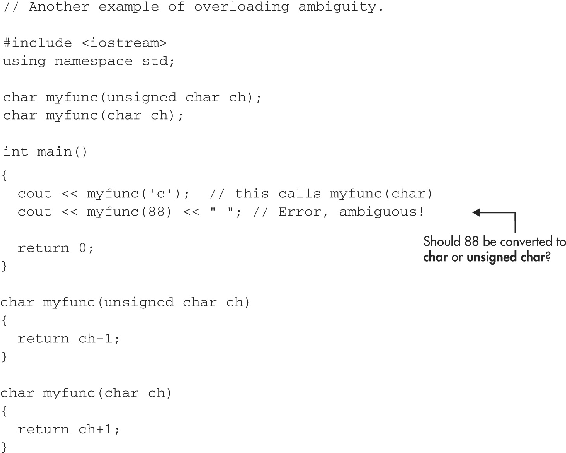 // Another example of overloading ambiguity.
#include <iostream>
using namespace std;
char myfunc(unsigned char ch);
char myfunc(char ch);
int main()
{
cout << myfunc('c'); // this calls myfunc(char)
cout << myfunc(88) << " "; // Error, ambiguous!
Should 88 be converted to
char or unsigned char?
return 0;
}
char myfunc(unsigned char ch)
{
return ch-1;
}
char myfunc(char ch)
{
return ch+1;
}